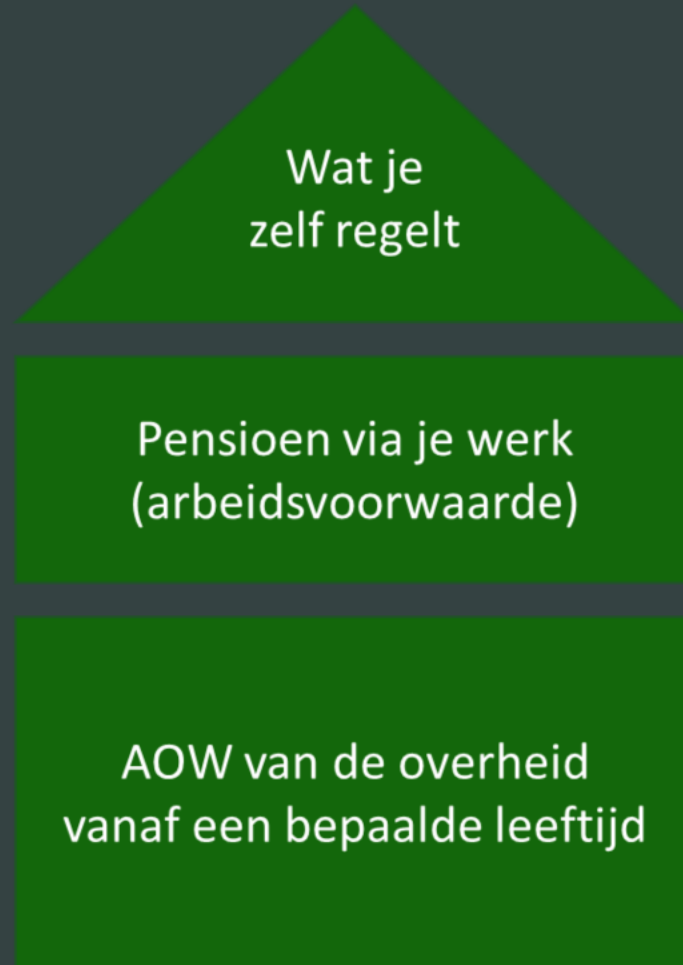 Wat je
zelf regelt
Pensioen via je werk
(arbeidsvoorwaarde)
AOW van de overheid
vanaf een bepaalde leeftijd